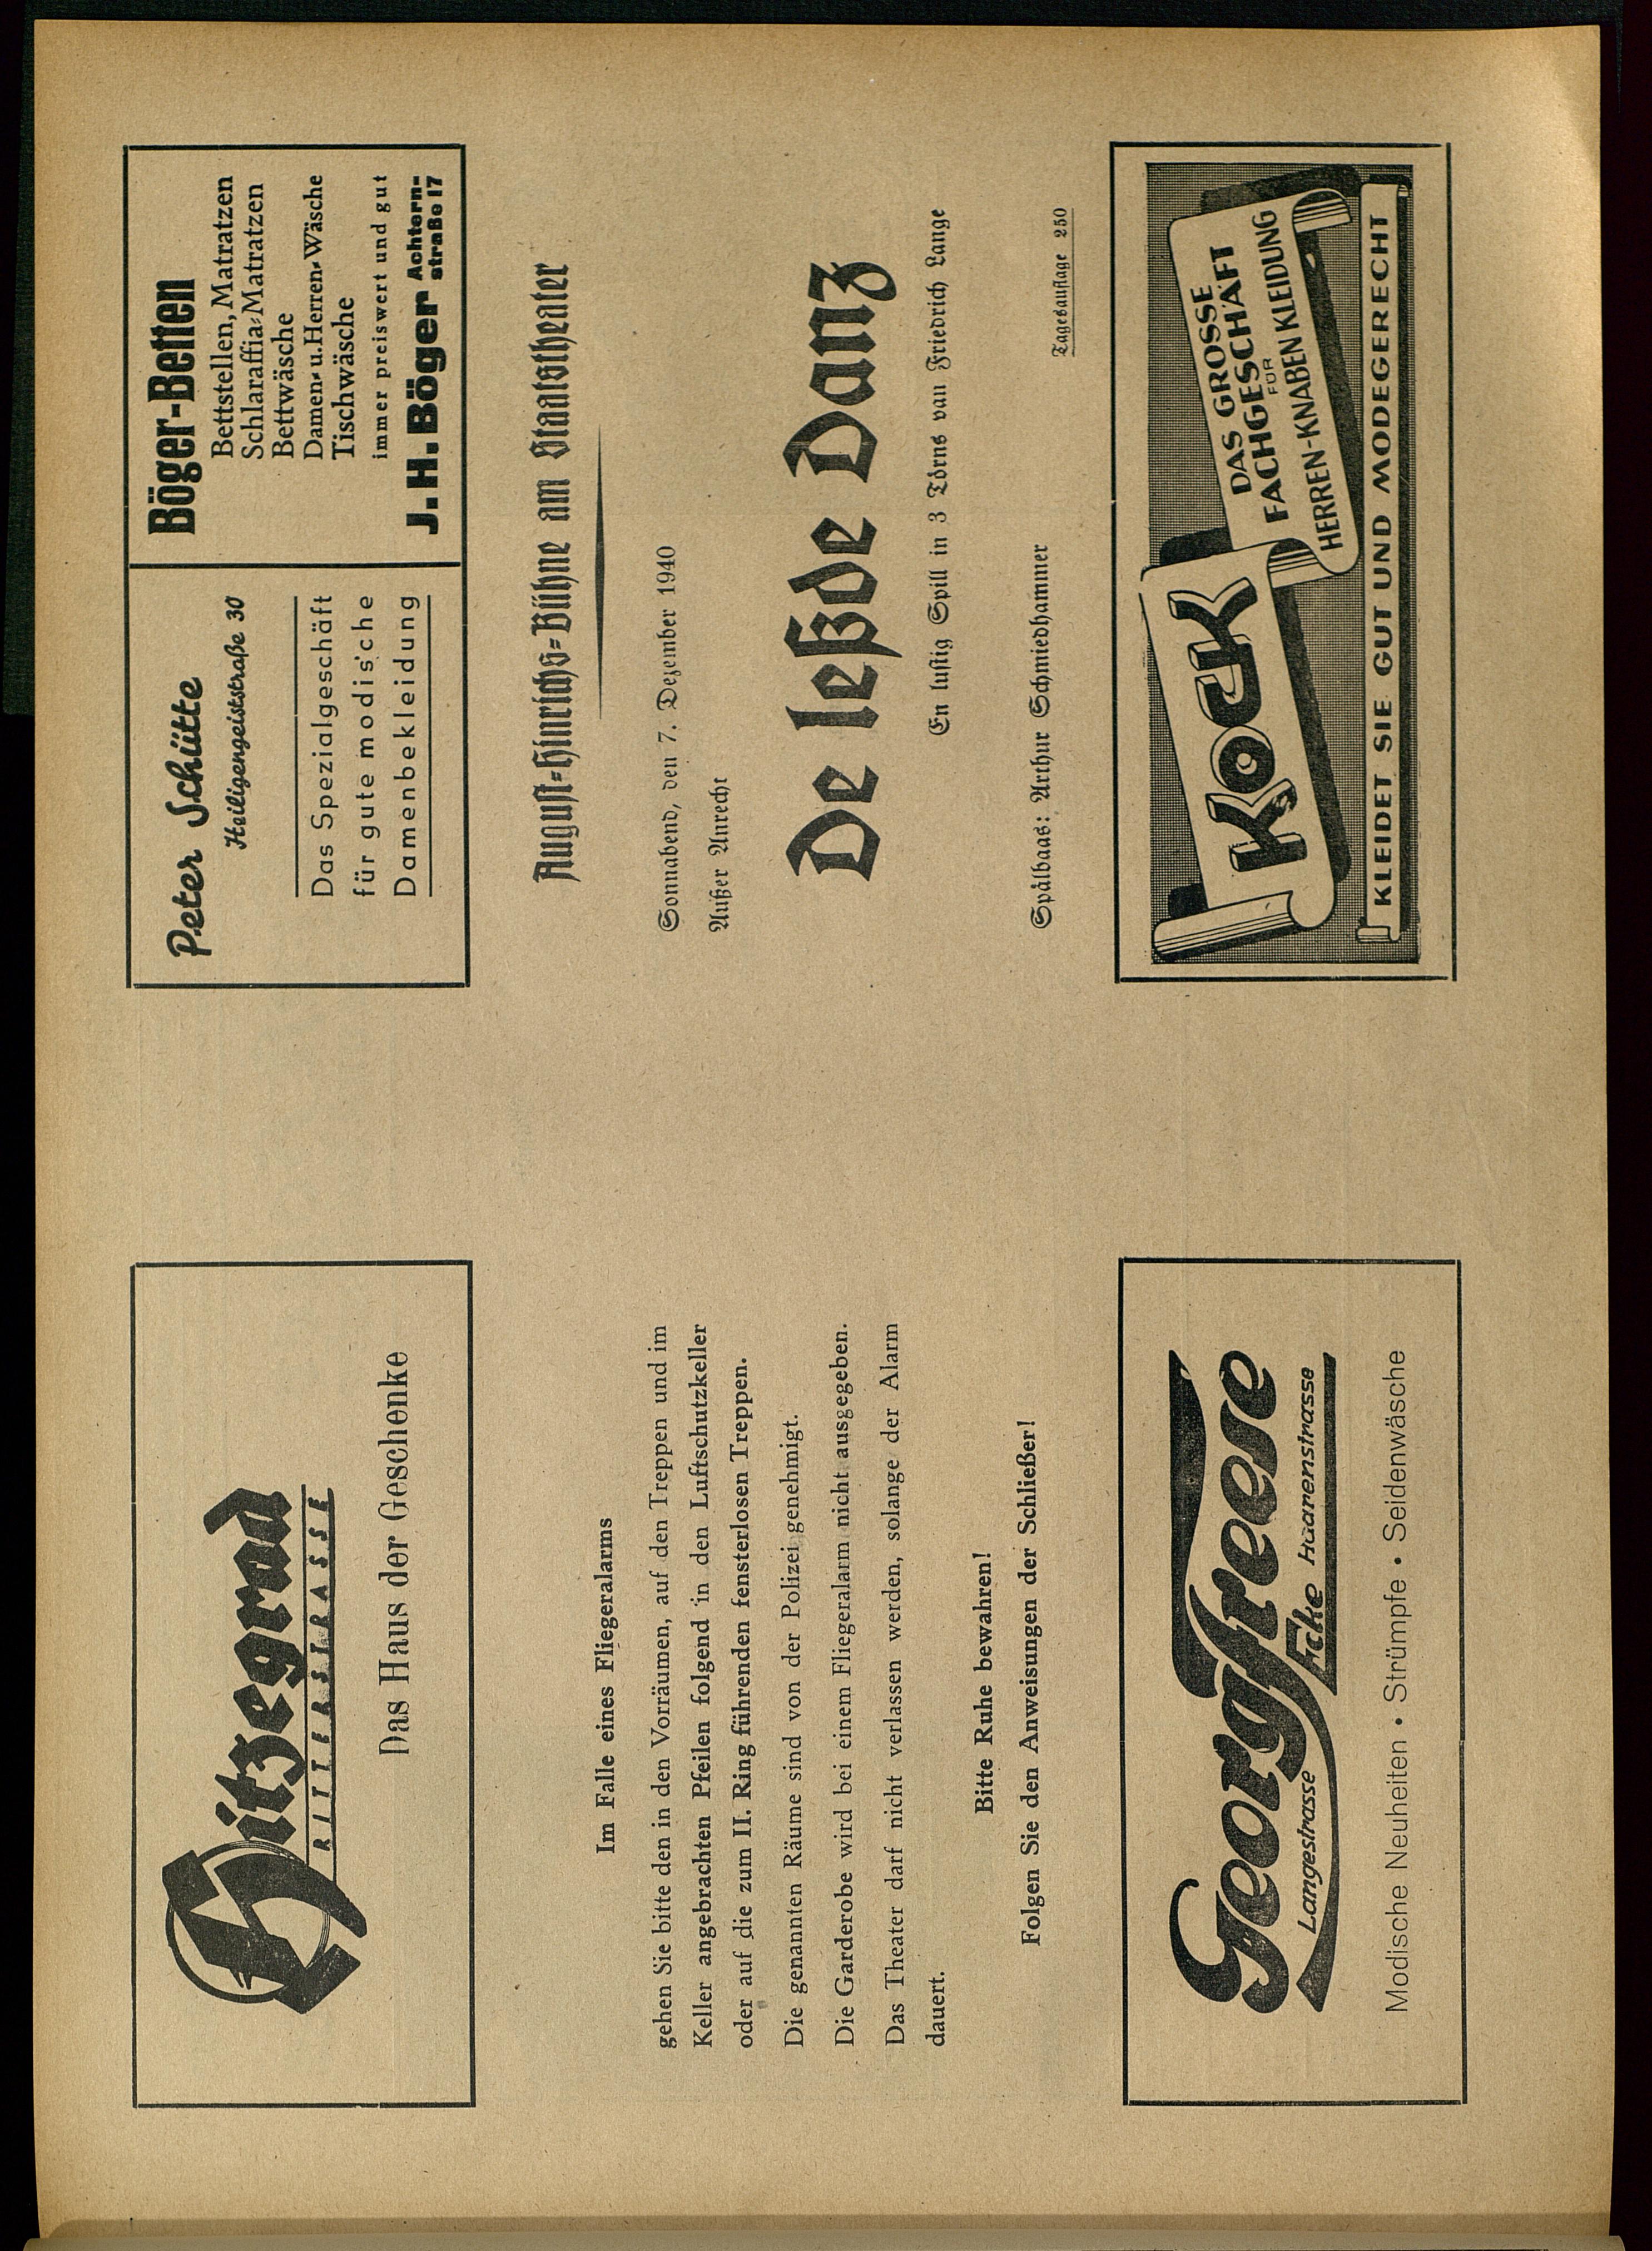 Hitzegrad
RITTERSTRASSE
Das Haus der Geschenke
Im Falle eines Fliegeralarms
gehen Sie bitte den in den Vorräumen, auf den Treppen und im
Keller angebrachten Pfeilen folgend in den Luftschutzkeller
oder auf die zum II. Ring führenden fensterlosen Treppen.
Die genannten Räume sind von der Polizei genehmigt.
Die Garderobe wird bei einem Fliegeralarm nicht ausgegeben.
Das Theater darf nicht verlassen werden, solange der Alarm
dauert.
Bitte Ruhe bewahren!
Folgen Sie den Anweisungen der Schließer!
Georg Freese
Langestrasse Ecke Haarenstrasse
Modische Neuheiten • Strümpfe • Seidenwäsche
Peter Schütte
Heiligengeiststraße 30
Das Spezialgeschäft
für gute modische
Damenbekleidung
Böger-Betten
Bettstellen, Matratzen
Schlaraffia-Matratzen
Bettwäsche
Damen- u. Herren-Wäsche
Tischwäsche
immer preiswert und gut
J. H. Böger Achtern-
straße 17
August-Hinrichs-Bühne am Staatstheater
Sonnabend, den 7. Dezember 1940
Außer Anrecht
De leßde Danz
En lustig Spill in 3 Törns van Friedrich Lange
Spälbaas: Arthur Schmiedhammer
Tagesauflage 250
KOCK
DAS GROSSE
FACHGESCHÄFT
FÜR
HERREN-KNABEN KLEIDUNG
KLEIDET SIE GUT UND MODEGERECHT